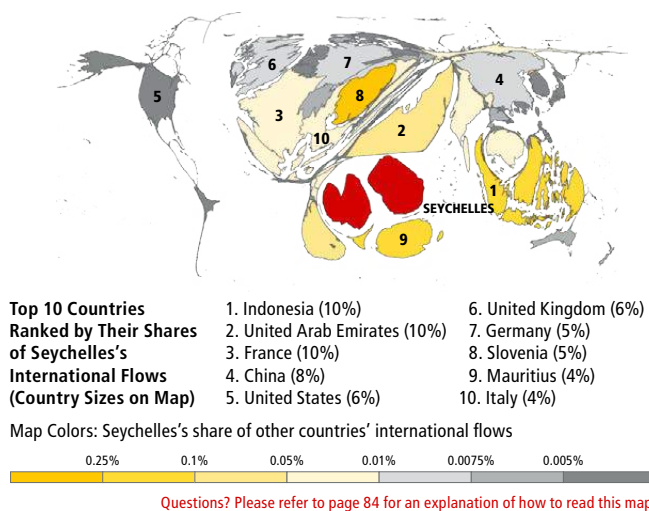 6
7
4
5
8
3
2
10
1
SEYCHELLES
9
Top 10 Countries
Ranked by Their Shares
of Seychelles's
International Flows
(Country Sizes on Map)
1. Indonesia (10%)
2. United Arab Emirates (10%)
3. France (10%)
4. China (8%)
5. United States (6%)
6. United Kingdom (6%)
7. Germany (5%)
8. Slovenia (5%)
9. Mauritius (4%)
10. Italy (4%)
Map Colors: Seychelles's share of other countries' international flows
0.25% 0.1% 0.05% 0.01% 0.0075% 0.005%
Questions? Please refer to page 84 for an explanation of how to read this map